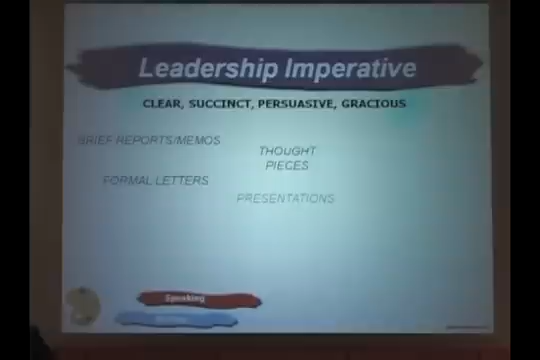 Leadership Imperative
CLEAR, SUCCINCT, PERSUASIVE, GRACIOUS
BRIEF REPORTS/MEMOS
THOUGHT
PIECES
FORMAL LETTERS
PRESENTATIONS
Speaking